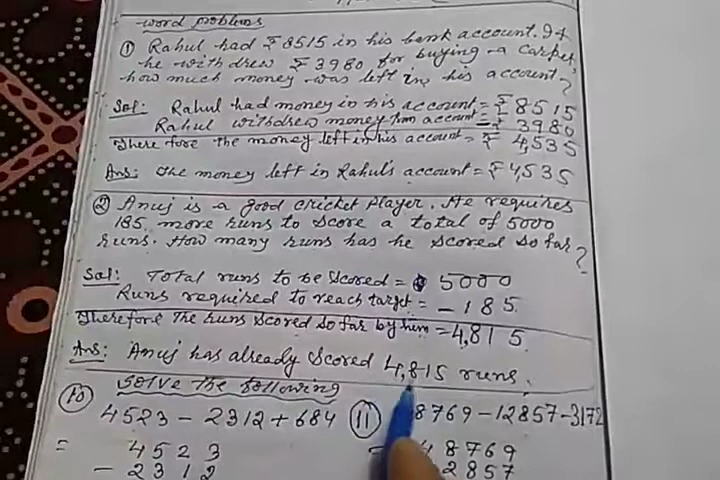 word problems
① Rahul had ₹8515 in his bank account. If
he withdrew ₹3980 for buying a carpet,
how much money was left in his account?
Sol: Rahul had money in his account = ₹8515
Rahul withdrew money from account = -₹3980
Therefore the money left in his account = ₹4,535
Ans: The money left in Rahul's account = ₹4,535
② Anuj is a good cricket player. He requires
185 more runs to score a total of 5000
runs. How many runs has he scored so far?
Sol: Total runs to be scored = 5000
Runs required to reach target = -185
Therefore the runs scored so far by him = 4,815
Ans: Anuj has already scored 4,815 runs.
Solve the following
⑩ 4523 - 2312 + 684 ⑪ 8769 - 12857 - 3172
= 4523 = 48769
- 2312 2857